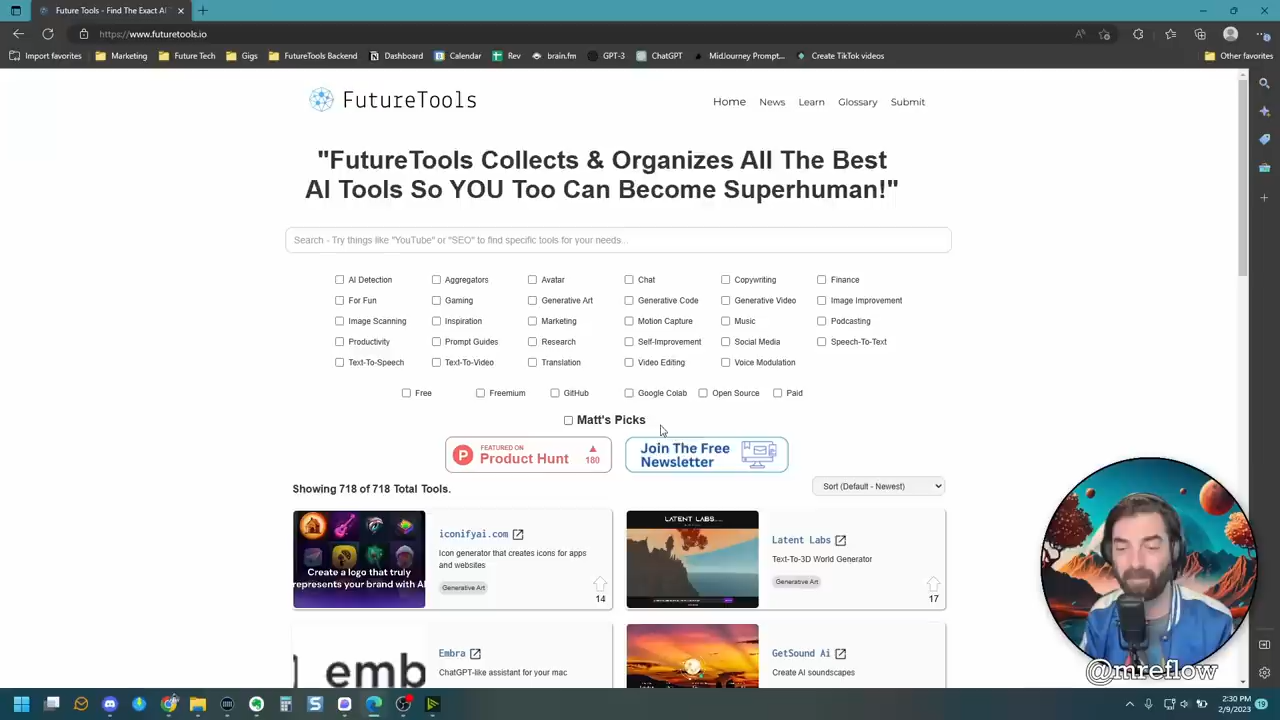 FutureTools - Find The Exact AI
https://www.futuretools.io
Import favorites
Marketing
Future Tech
Gigs
FutureTools Backend
Dashboard
Calendar
Rev
brain.fm
GPT-3
ChatGPT
MidJourney Prompt...
Create TikTok videos
Other favorites
FutureTools
Home
News
Learn
Glossary
Submit
"FutureTools Collects & Organizes All The Best
AI Tools So YOU Too Can Become Superhuman!"
Search - Try things like "YouTube" or "SEO" to find specific tools for your needs...
AI Detection
Aggregators
Avatar
Chat
Copywriting
Finance
For Fun
Gaming
Generative Art
Generative Code
Generative Video
Image Improvement
Image Scanning
Inspiration
Marketing
Motion Capture
Music
Podcasting
Productivity
Prompt Guides
Research
Self-Improvement
Social Media
Speech-To-Text
Text-To-Speech
Text-To-Video
Translation
Video Editing
Voice Modulation
Free
Freemium
GitHub
Google Colab
Open Source
Paid
Matt's Picks
P
FEATURED ON
Product Hunt
180
Join The Free
Newsletter
Showing 718 of 718 Total Tools.
Sort (Default - Newest)
Create a logo that truly
represents your brand with AI
iconifyai.com
Icon generator that creates icons for apps
and websites
Generative Art
14
LATENT LABS
Latent Labs
Text-To-3D World Generator
Generative Art
17
emb
Embra
ChatGPT-like assistant for your mac
GetSound Ai
Create AI soundscapes
@mreflow
2:30 PM
2/9/2023
19